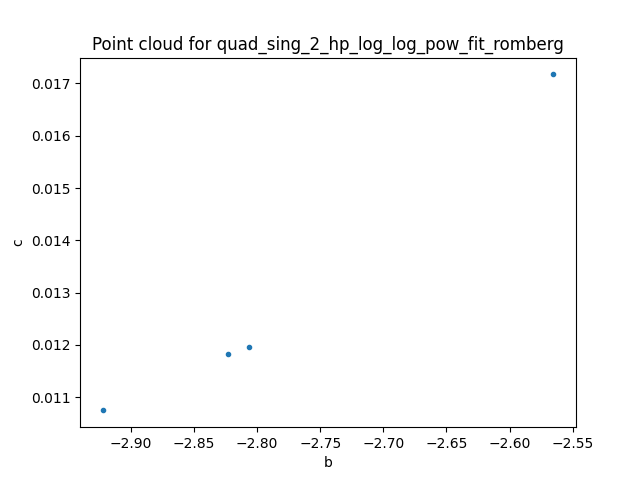 Point cloud for quad_sing_2_hp_log_log_pow_fit_romberg
0.017
0.016
0.015
0.014
0.013
0.012
0.011
c
−2.90 −2.85 −2.80 −2.75 −2.70 −2.65 −2.60 −2.55
b